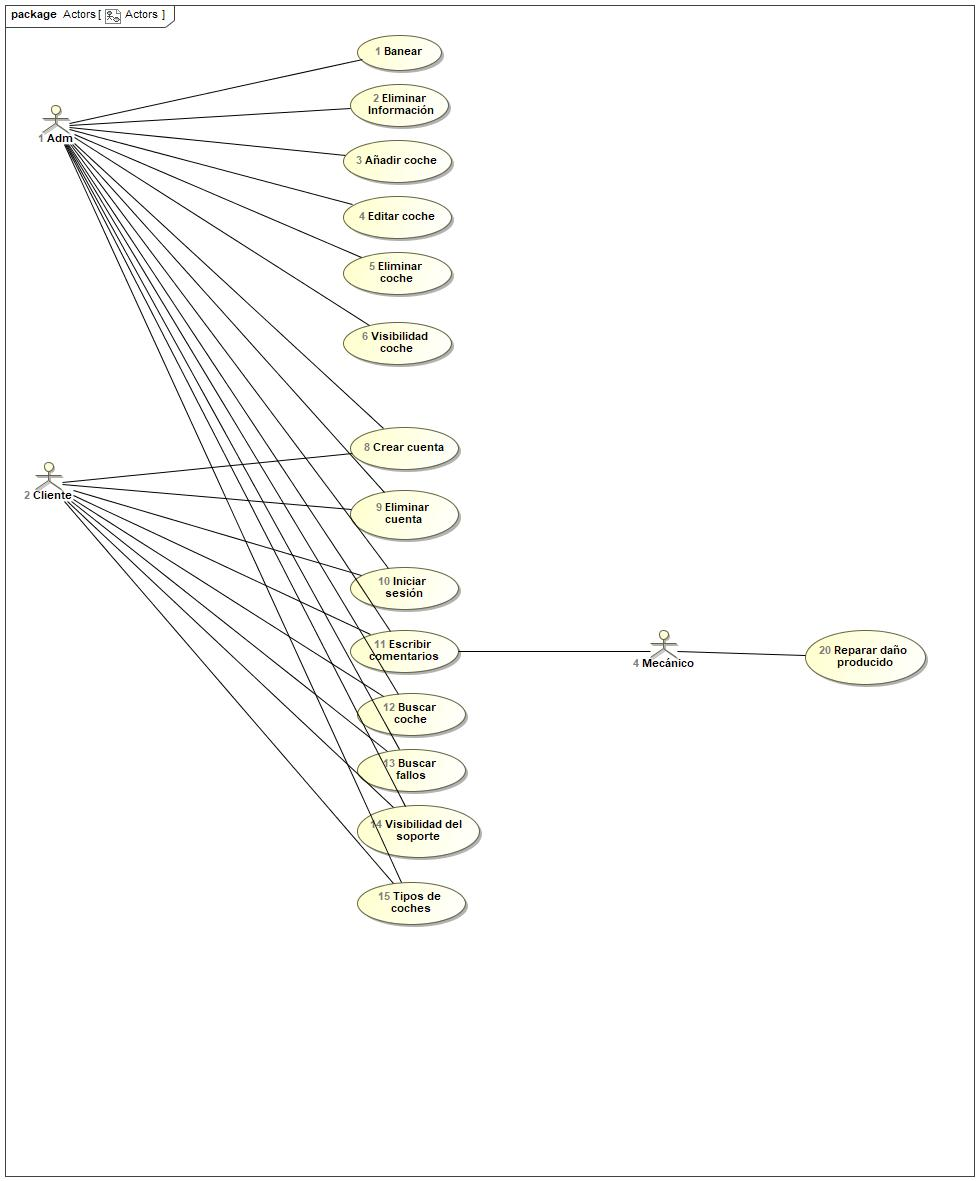 package Actors [ Actors ]
1 Banear
2 Eliminar
Información
1 Adm
3 Añadir coche
4 Editar coche
5 Eliminar
coche
6 Visibilidad
coche
8 Crear cuenta
2 Cliente
9 Eliminar
cuenta
10 Iniciar
sesión
11 Escribir
comentarios
4 Mecánico
20 Reparar daño
producido
12 Buscar
coche
13 Buscar
fallos
14 Visibilidad del
soporte
15 Tipos de
coches